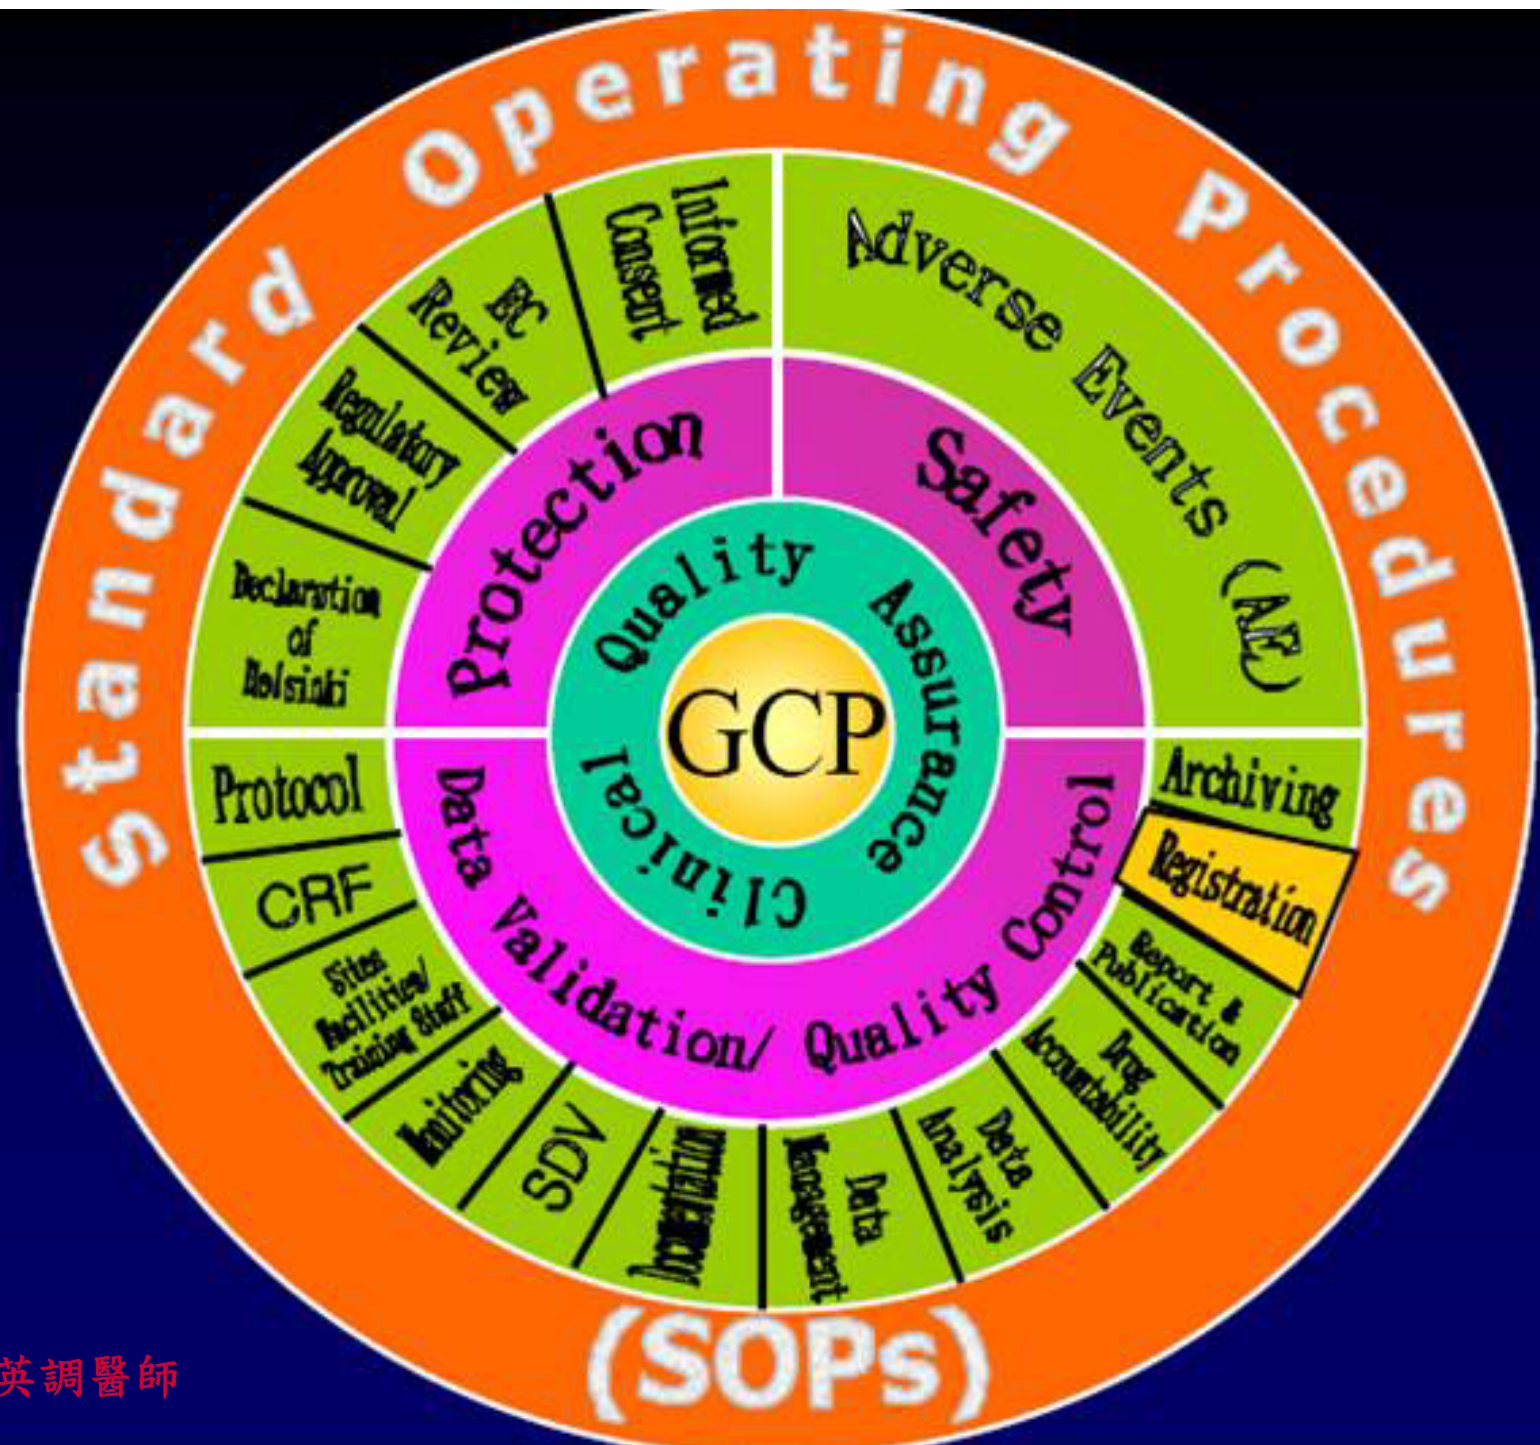 Standard Operating Procedures
(SOPs)
Informed
Consent
EC
Review
Regulatory
Approval
Declaration
of
Helsinki
Adverse Events (AE)
Protection
Safety
Clinical Quality Assurance
GCP
Data Validation/ Quality Control
Protocol
CRF
Sites
Facilities/
Training Staff
Monitoring
SDV
Documentation
Data
Management
Data
Analysis
Drug
Accountability
Report &
Publication
Registration
Archiving
英調醫師